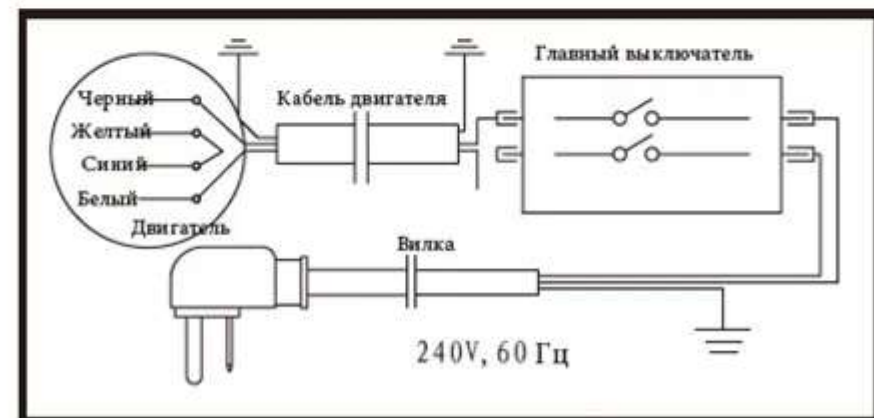 Главный выключатель
Черный
Кабель двигателя
Желтый
Синий
Белый
Двигатель
Вилка
240V, 60 Гц